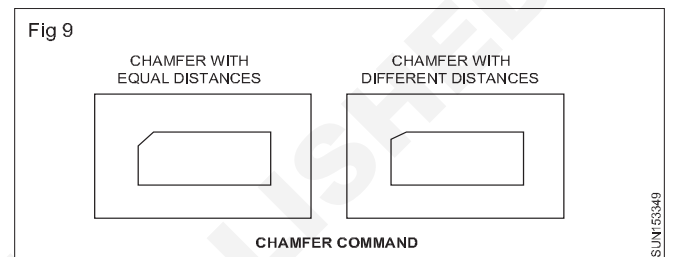 Fig 9
CHAMFER WITH
EQUAL DISTANCES
CHAMFER WITH
DIFFERENT DISTANCES
CHAMFER COMMAND
SUN153349